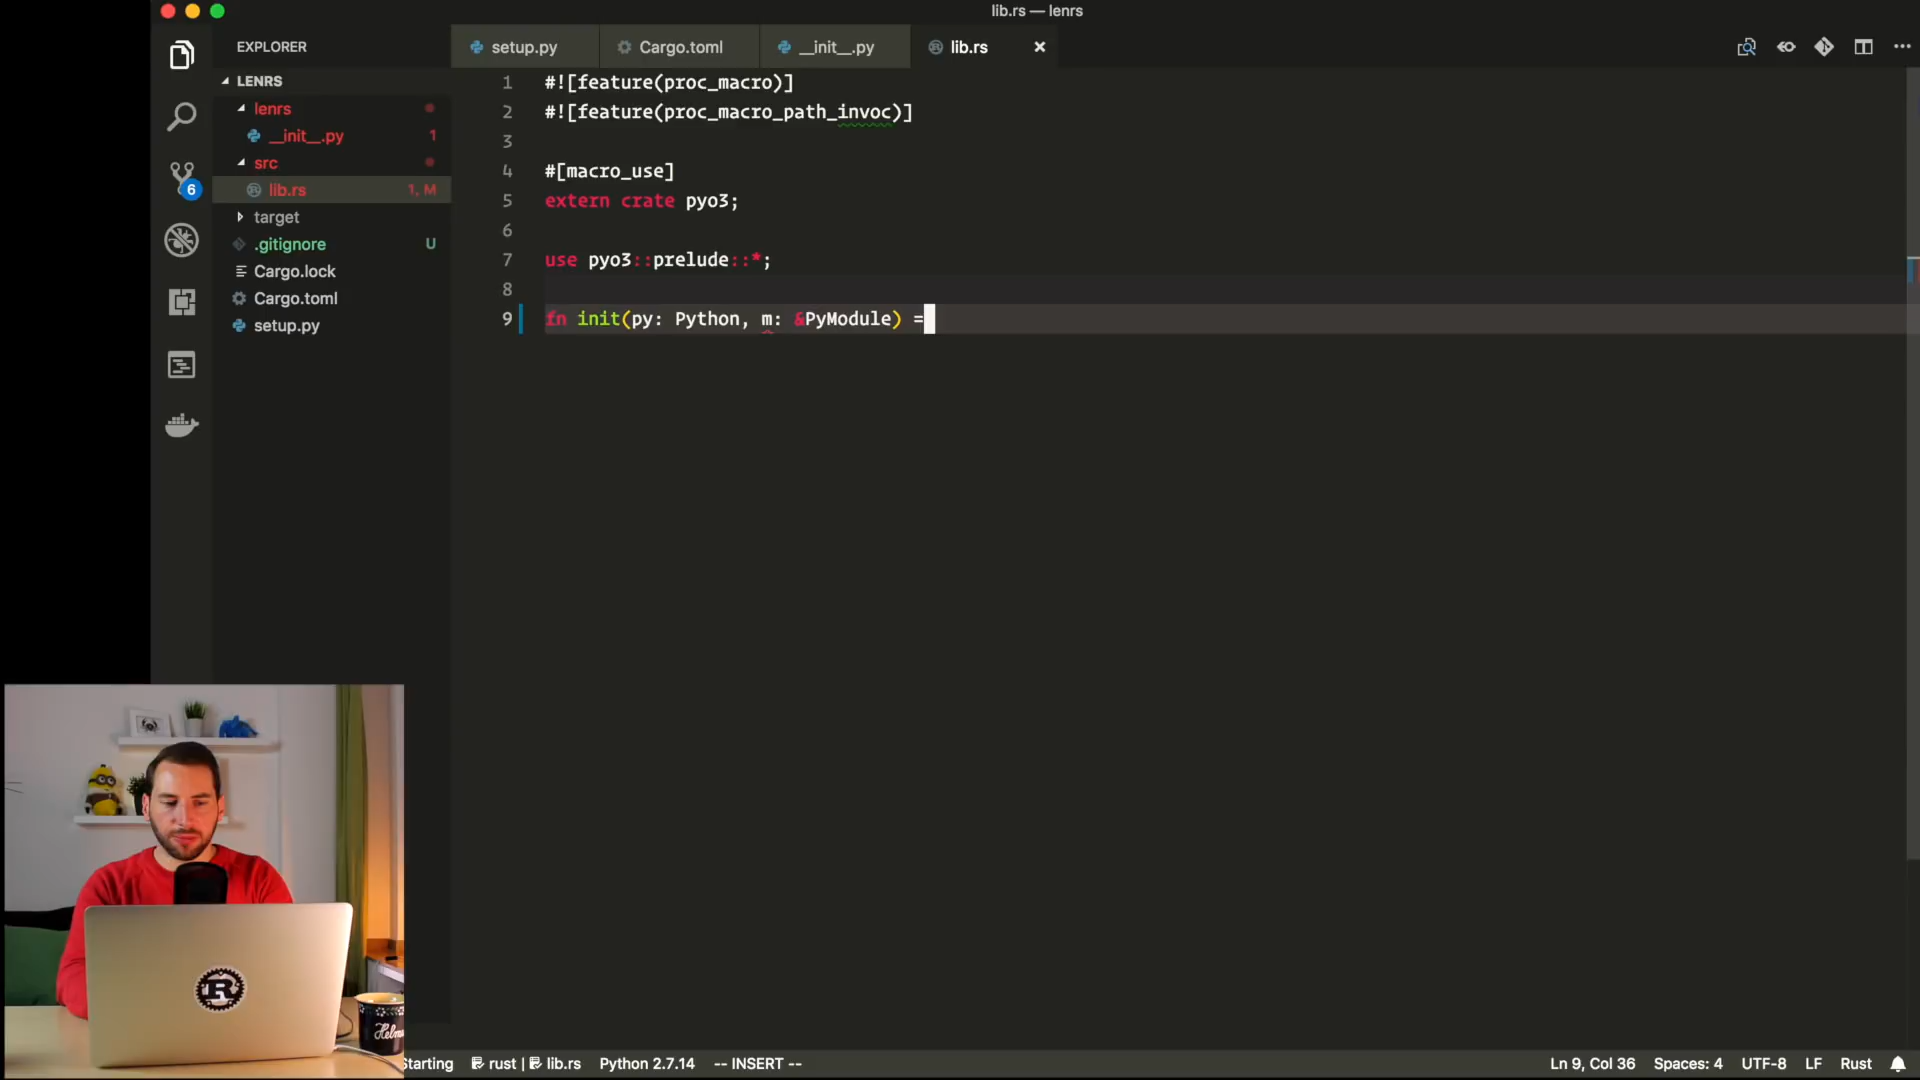 lib.rs — lenrs
EXPLORER
setup.py
Cargo.toml
__init__.py
lib.rs
LENRS
lenrs
__init__.py 1
src
lib.rs 1, M
target
.gitignore U
Cargo.lock
Cargo.toml
setup.py
6
1 #![feature(proc_macro)]
2 #![feature(proc_macro_path_invoc)]
3
4 #[macro_use]
5 extern crate pyo3;
6
7 use pyo3::prelude::*;
8
9 fn init(py: Python, m: &PyModule) =
R
Starting rust | lib.rs Python 2.7.14 -- INSERT -- Ln 9, Col 36 Spaces: 4 UTF-8 LF Rust